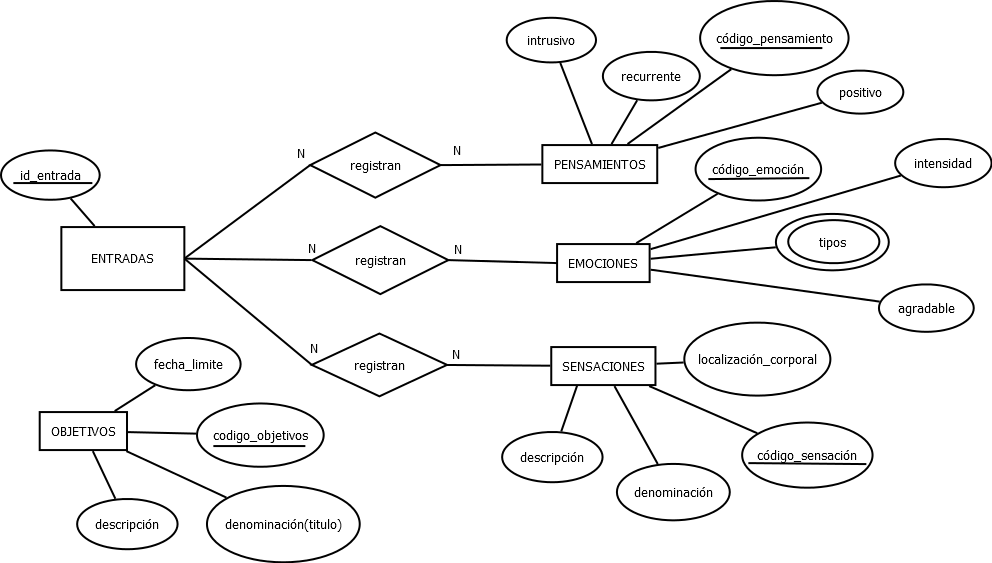 intrusivo
código_pensamiento
recurrente
positivo
N
registran
N
PENSAMIENTOS
id_entrada
código_emoción
intensidad
ENTRADAS
N
registran
N
EMOCIONES
tipos
agradable
N
registran
N
SENSACIONES
localización_corporal
fecha_limite
OBJETIVOS
codigo_objetivos
descripción
denominación
código_sensación
descripción
denominación(titulo)